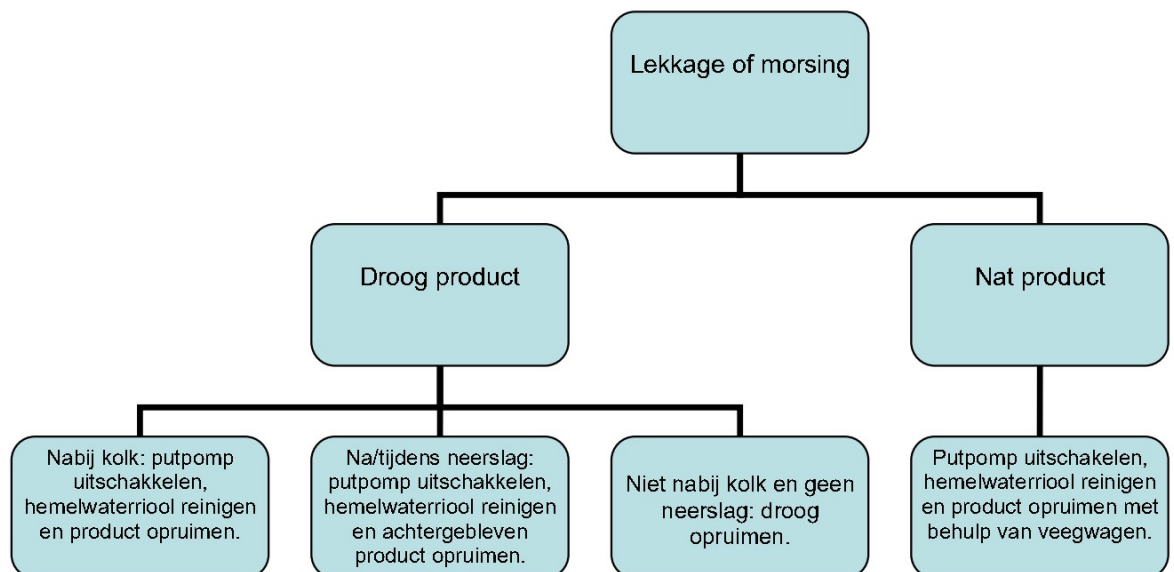 Lekkage of morsing
Droog product
Nat product
Nabij kolk: putpomp
uitschakkelen,
hemelwaterriool reinigen
en product opruimen.
Na/tijdens neerslag:
putpomp uitschakkelen,
hemelwaterriool reinigen
en achtergebleven
product opruimen.
Niet nabij kolk en geen
neerslag: droog
opruimen.
Putpomp uitschakelen,
hemelwaterriool reinigen
en product opruimen met
behulp van veegwagen.